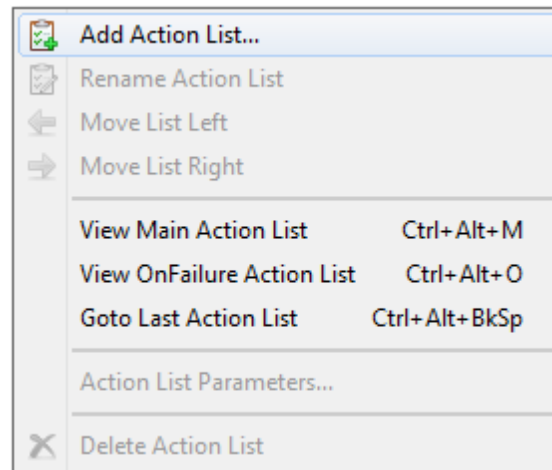 Add Action List...
Rename Action List
Move List Left
Move List Right
View Main Action List Ctrl+Alt+M
View OnFailure Action List Ctrl+Alt+O
Goto Last Action List Ctrl+Alt+BkSp
Action List Parameters...
Delete Action List